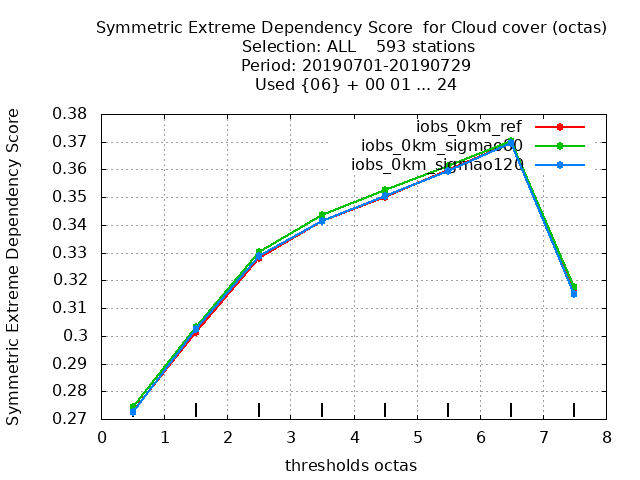 Symmetric Extreme Dependency Score  for Cloud cover (octas)
Selection: ALL    593 stations
Period: 20190701-20190729
Used {06} + 00 01 ... 24
Symmetric Extreme Dependency Score
0.38
0.37
0.36
0.35
0.34
0.33
0.32
0.31
0.3
0.29
0.28
0.27
iobs_0km_ref
iobs_0km_sigmao80
iobs_0km_sigmao120
0 1 2 3 4 5 6 7 8
thresholds octas